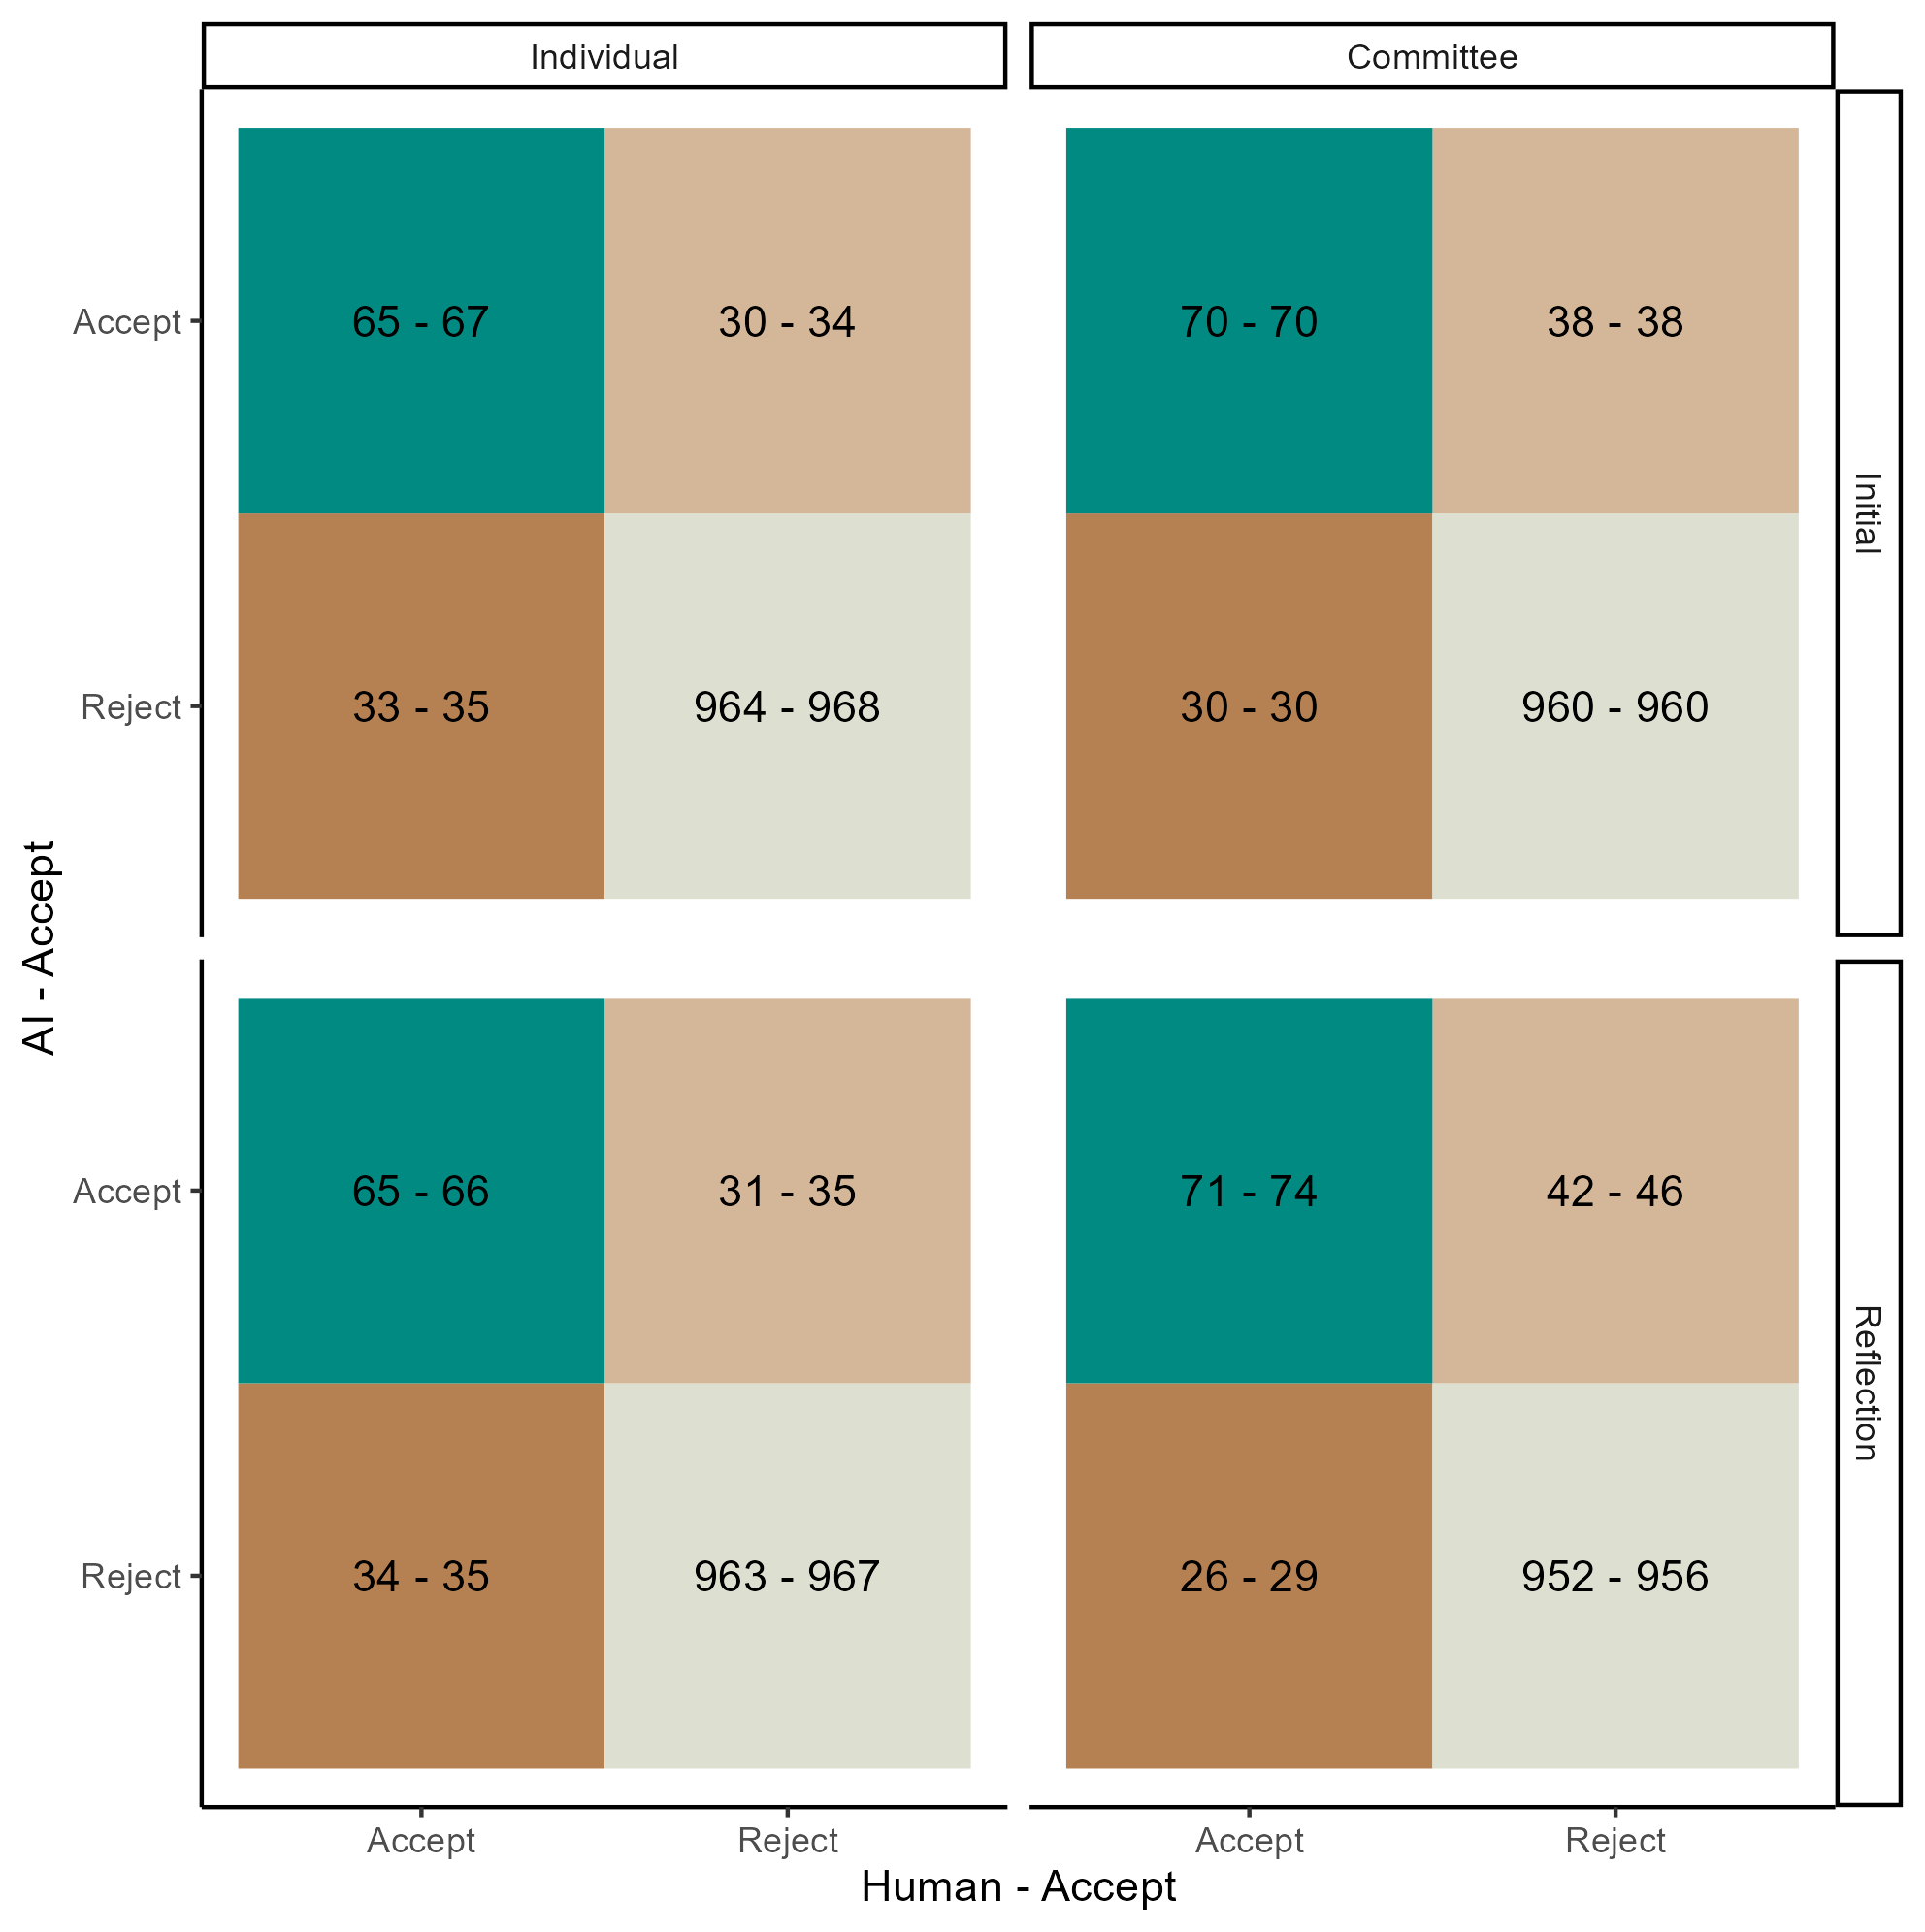 Individual
Committee
Accept
65 - 67
30 - 34
70 - 70
38 - 38
Initial
Reject
33 - 35
964 - 968
30 - 30
960 - 960
AI - Accept
Accept
65 - 66
31 - 35
71 - 74
42 - 46
Reflection
Reject
34 - 35
963 - 967
26 - 29
952 - 956
Accept
Reject
Accept
Reject
Human - Accept